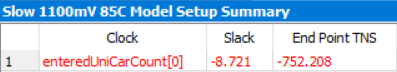 Slow 1100mV 85C Model Setup Summary
Clock Slack End Point TNS
1 enteredUniCarCount[0] -8.721 -752.208